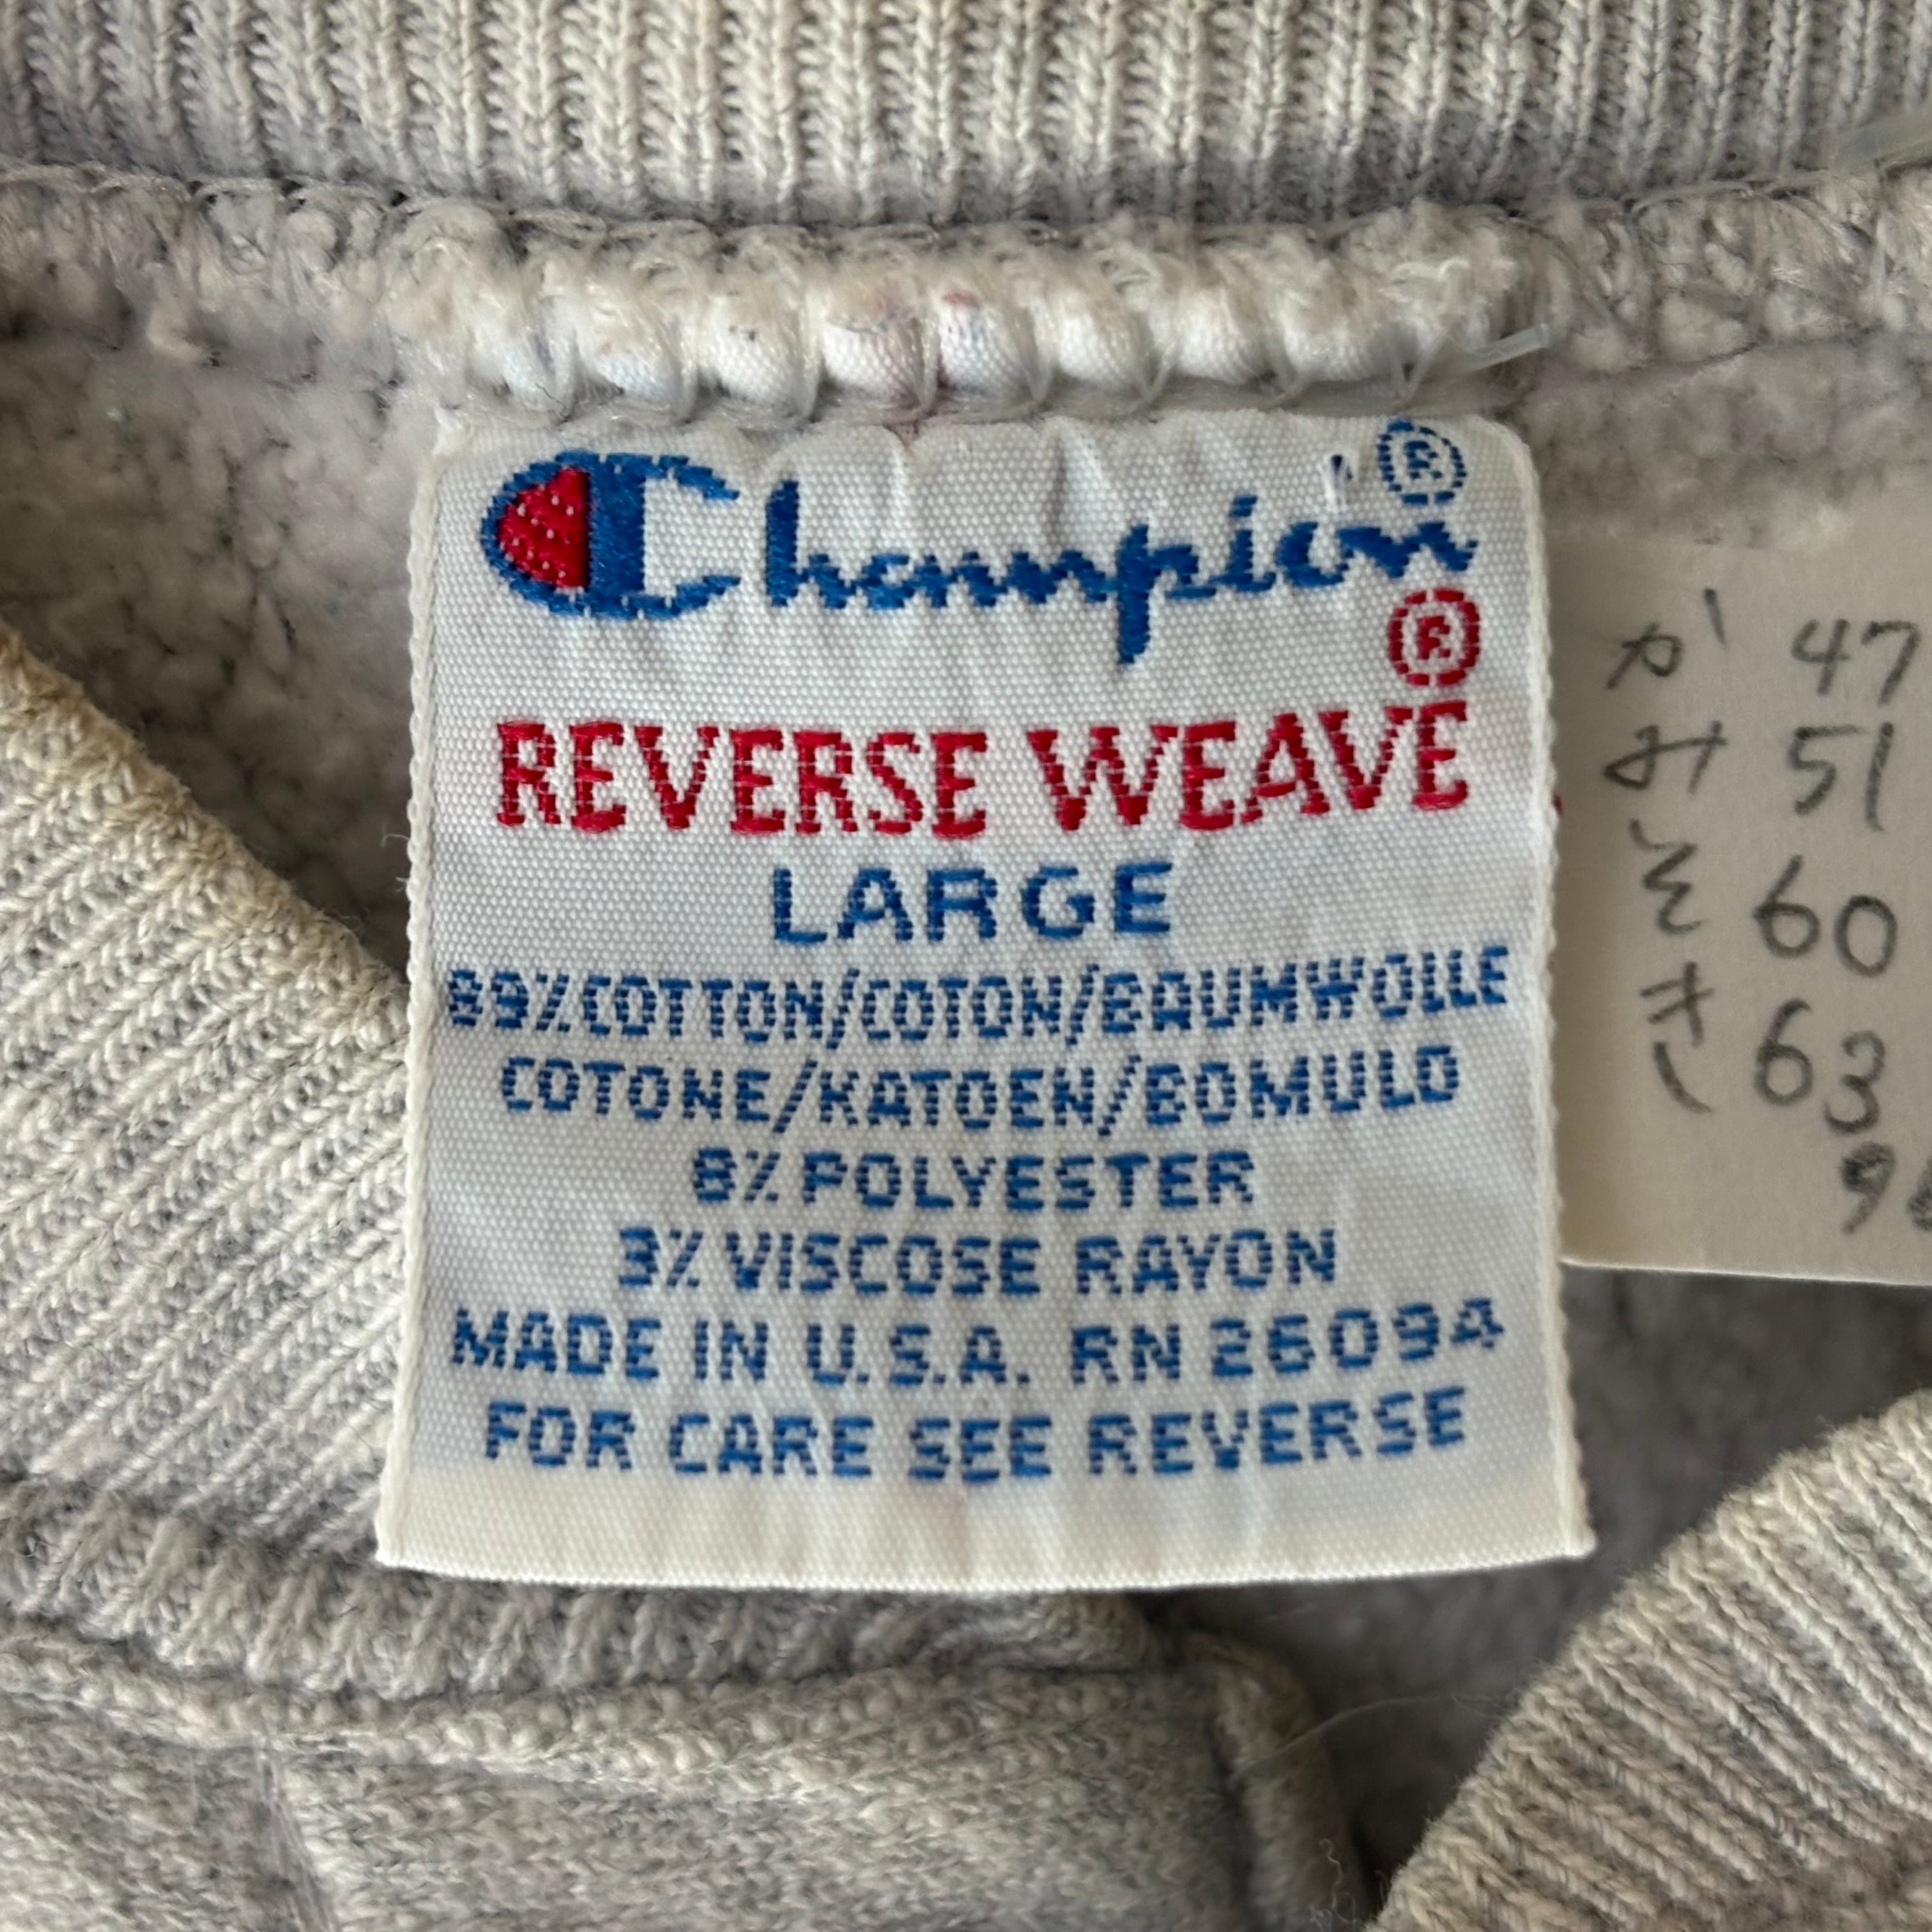 Champion®
®
REVERSE WEAVE
LARGE
89% COTTON/COTON/BAUMWOLLE
COTONE/KATOEN/BOMULD
8% POLYESTER
3% VISCOSE RAYON
MADE IN U.S.A. RN 26094
FOR CARE SEE REVERSE
か 47
み 51
そ 60
き 63